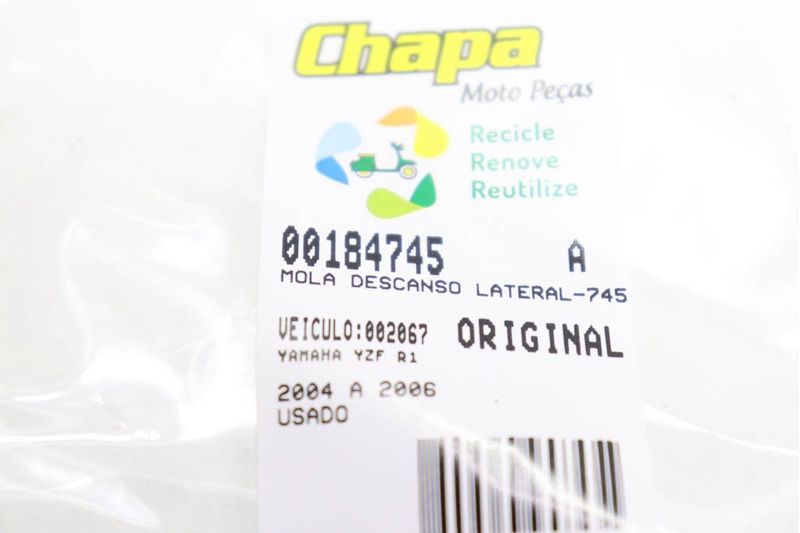 Chapa
Moto Peças
Recicle
Renove
Reutilize
00184745 A
MOLA DESCANSO LATERAL-745
VEICULO:002067 ORIGINAL
YAMAHA YZF R1
2004 A 2006
USADO